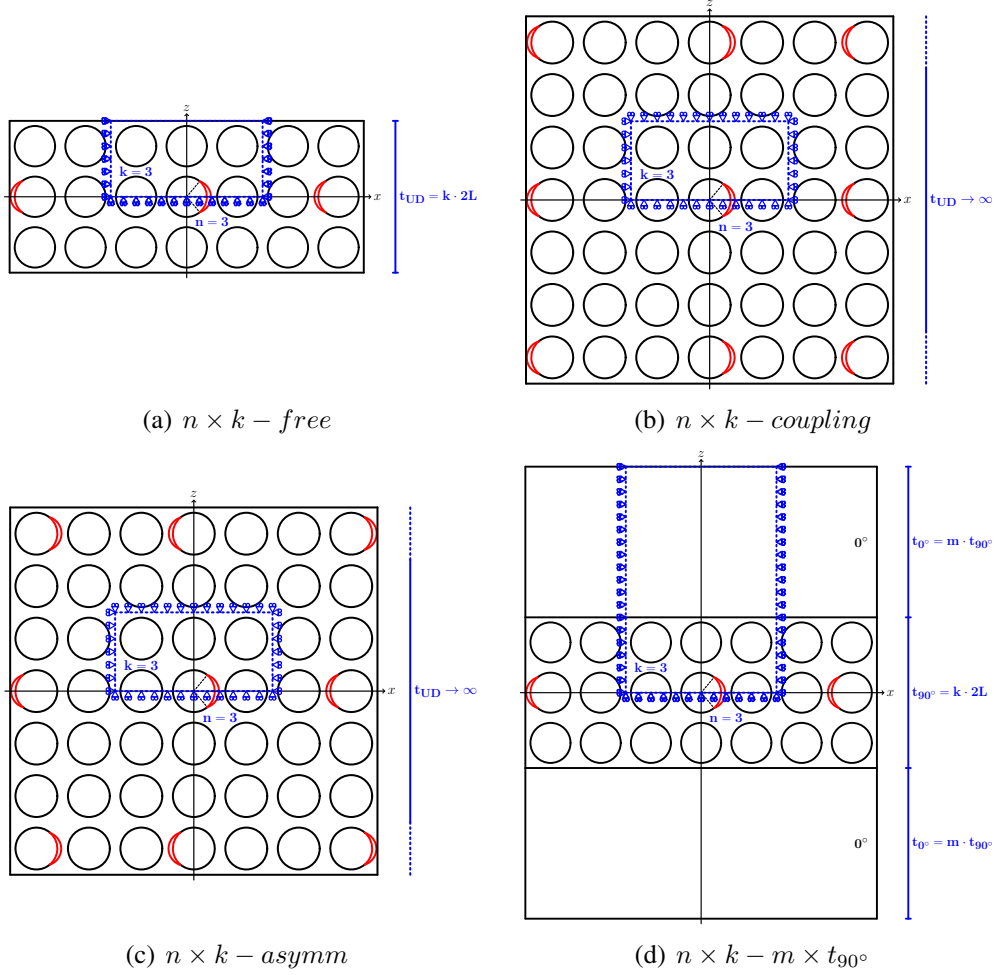 z
x
k = 3
n = 3
t_UD = k · 2L
(a) n × k − free
z
x
k = 3
n = 3
t_UD → ∞
(b) n × k − coupling
z
x
k = 3
n = 3
t_UD → ∞
(c) n × k − asymm
z
x
0°
t_0° = m · t_90°
k = 3
n = 3
t_90° = k · 2L
0°
t_0° = m · t_90°
(d) n × k − m × t_90°